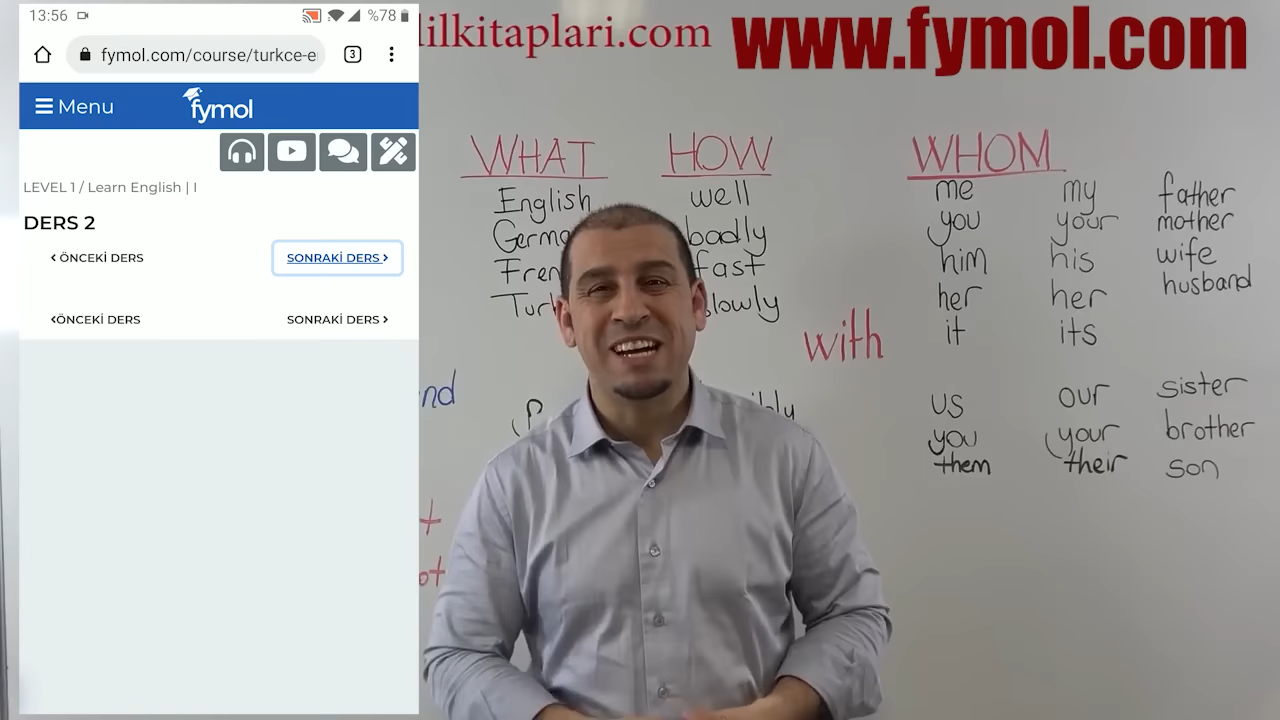 13:56
%78
fymol.com/course/turkce-e
3
Menu
fymol
LEVEL 1 / Learn English | I
DERS 2
ÖNCEKİ DERS
SONRAKİ DERS
ÖNCEKİ DERS
SONRAKİ DERS
lilkitaplari.com
www.fymol.com
WHAT
English
HOW
well
badly
fast
slowly
with
WHOM
me
you
him
her
it
us
you
them
my
your
his
her
its
our
your
their
father
mother
wife
husband
sister
brother
son